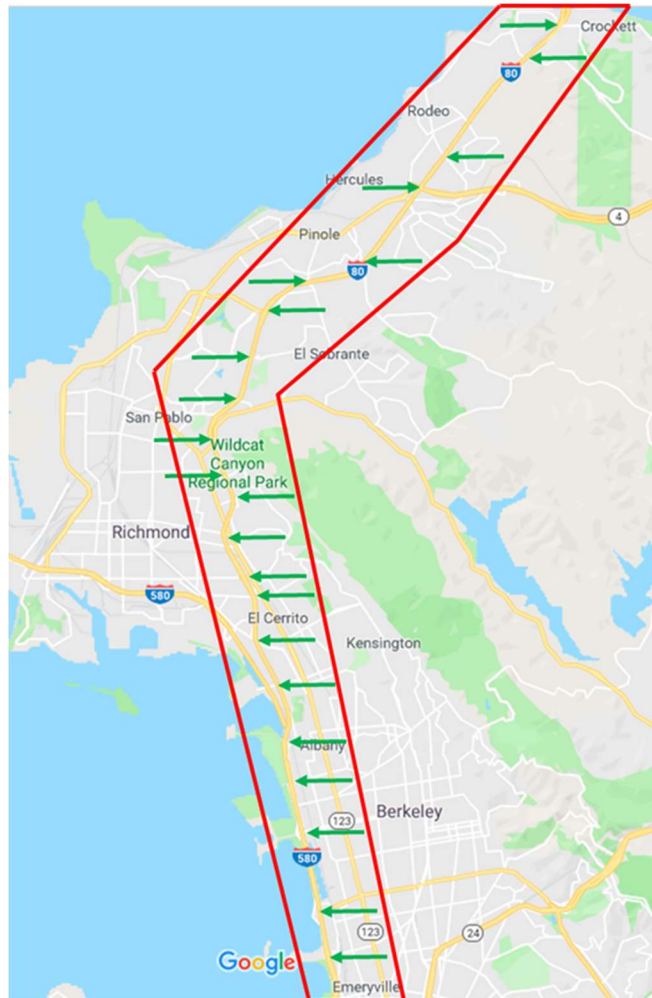 Crockett
80
Rodeo
Hercules
4
Pinole
80
El Sobrante
San Pablo
Wildcat
Canyon
Regional Park
Richmond
580
El Cerrito
Kensington
Albany
Berkeley
123
580
123
24
Google
Emeryville